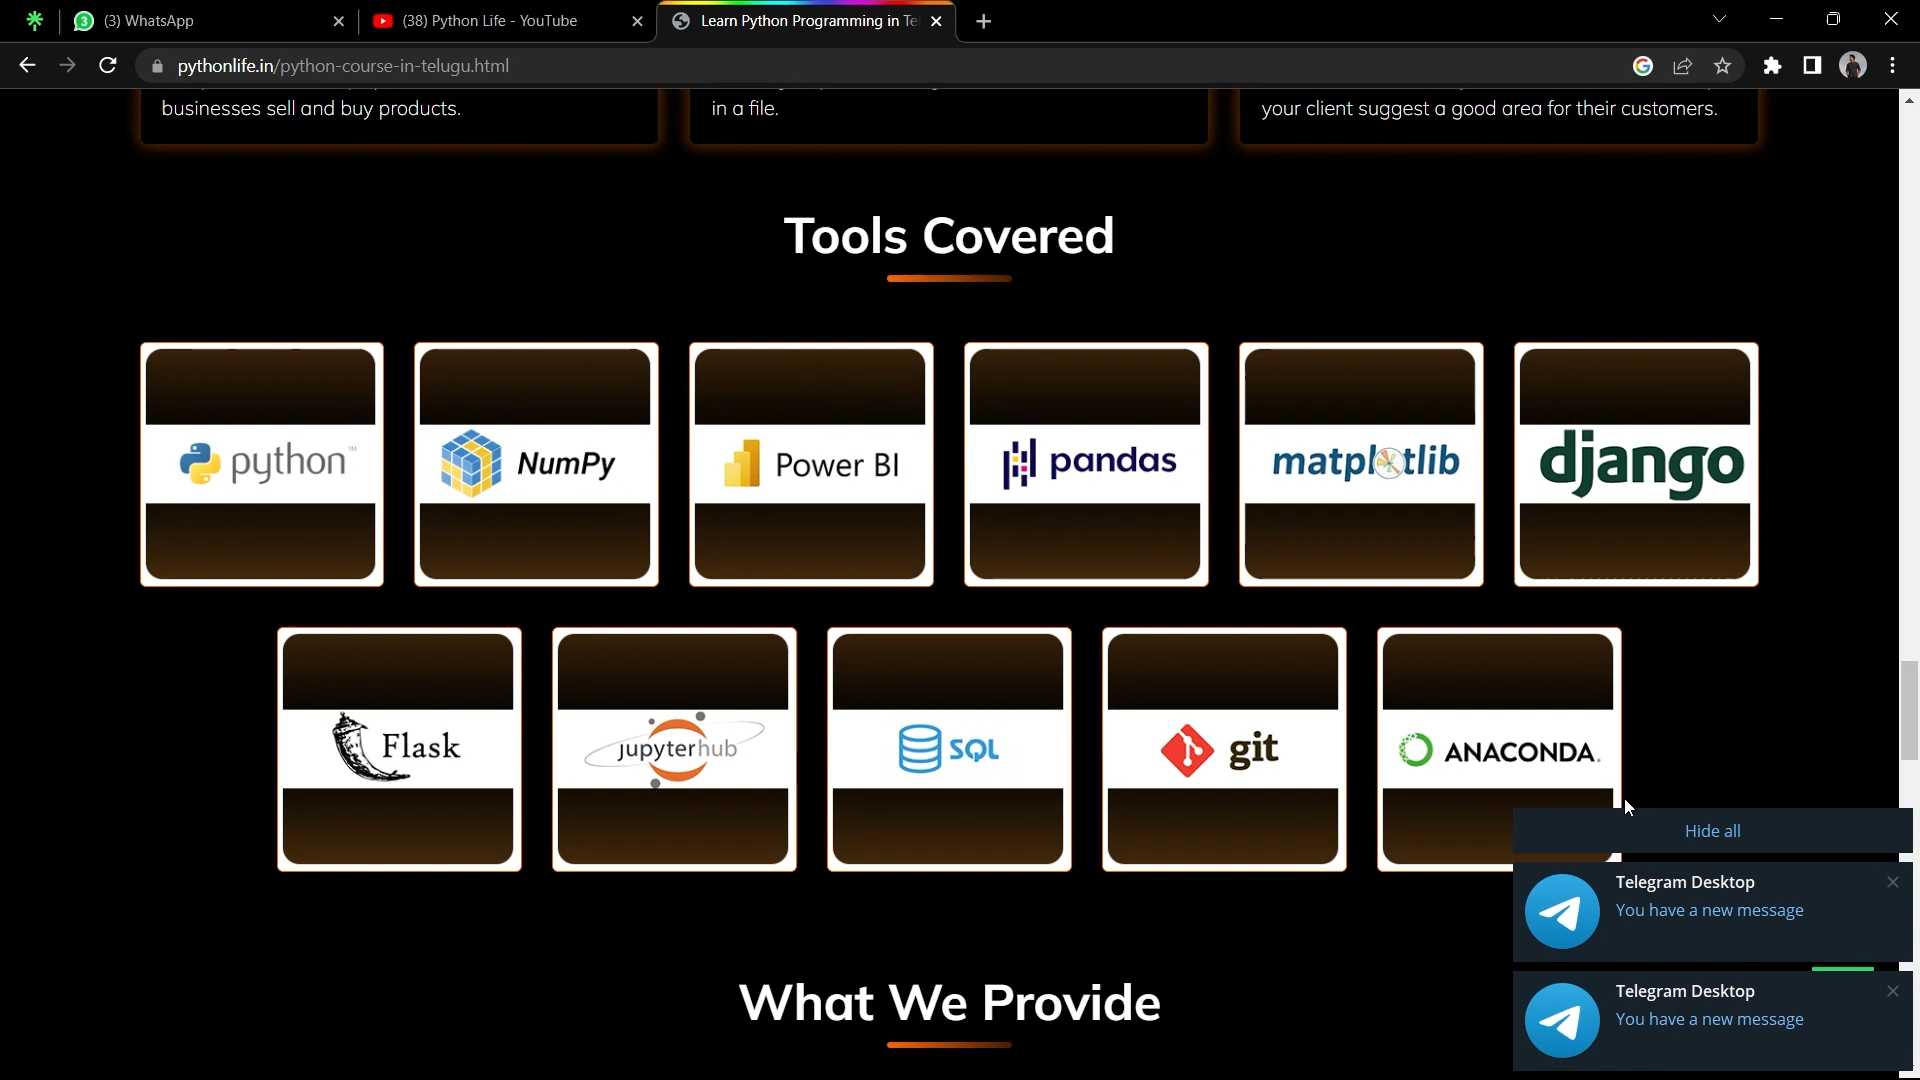 (3) WhatsApp
(38) Python Life - YouTube
Learn Python Programming in Te
pythonlife.in/python-course-in-telugu.html
businesses sell and buy products.
in a file.
your client suggest a good area for their customers.
Tools Covered
python™
NumPy
Power BI
pandas
matplotlib
django
Flask
jupyterhub
SQL
git
ANACONDA.
Hide all
Telegram Desktop
You have a new message
What We Provide
Telegram Desktop
You have a new message